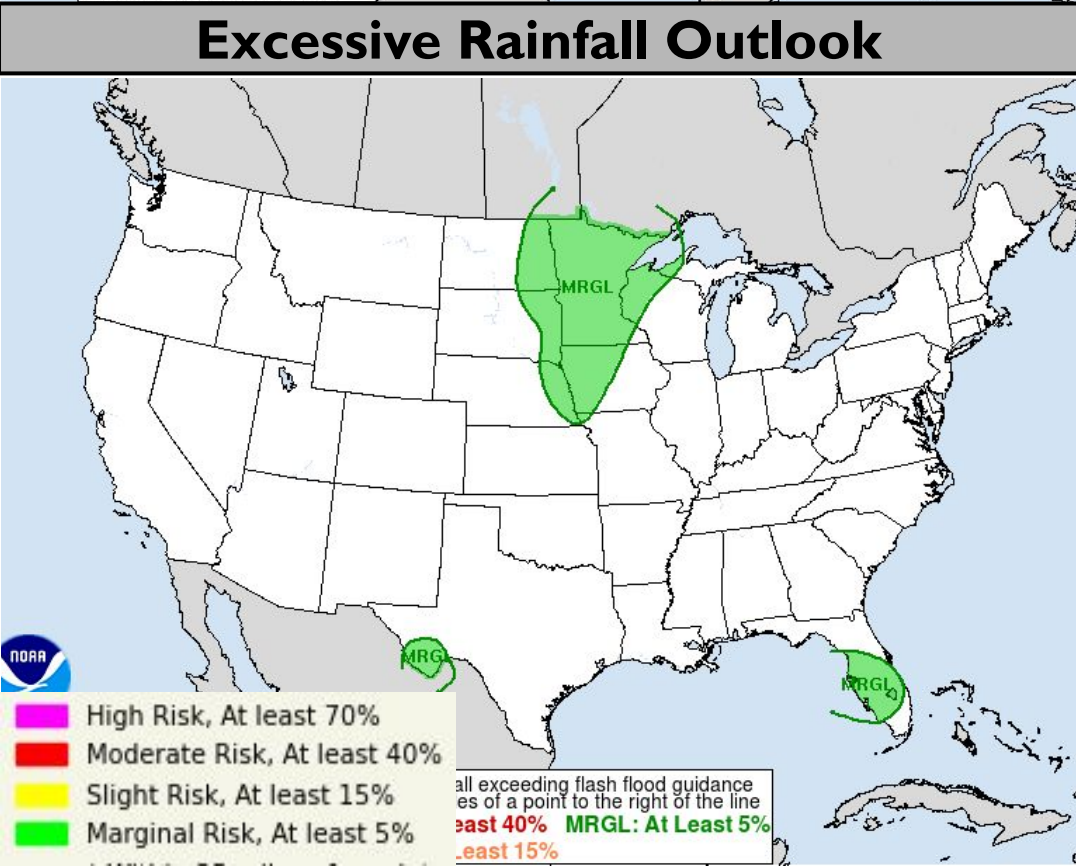 Excessive Rainfall Outlook
MRGL
MRGL
MRGL
NOAA
High Risk, At least 70%
Moderate Risk, At least 40%
Slight Risk, At least 15%
Marginal Risk, At least 5%
all exceeding flash flood guidance
es of a point to the right of the line
east 40% MRGL: At Least 5%
Least 15%